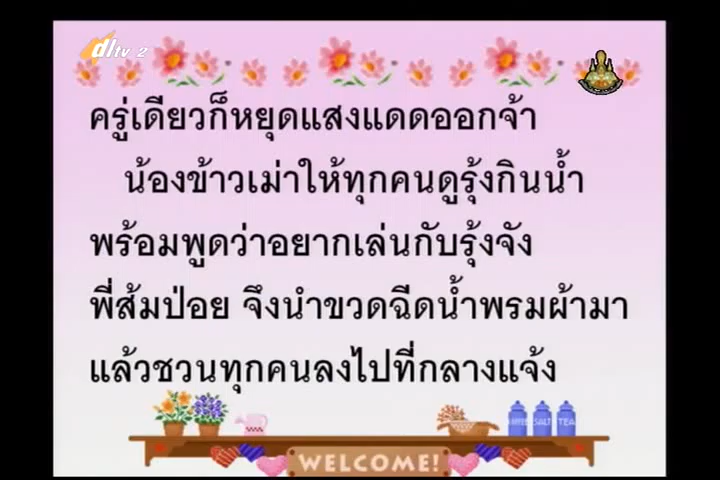 dltv 2
ครู่เดียวก็หยุดแสงแดดออกจ้า
น้องข้าวเม่าให้ทุกคนดูรุ้งกินน้ำ
พร้อมพูดว่าอยากเล่นกับรุ้งจัง
พี่ส้มป่อย จึงนำขวดฉีดน้ำพรมผ้ามา
แล้วชวนทุกคนลงไปที่กลางแจ้ง
COFFEE SALT TEA
WELCOME!